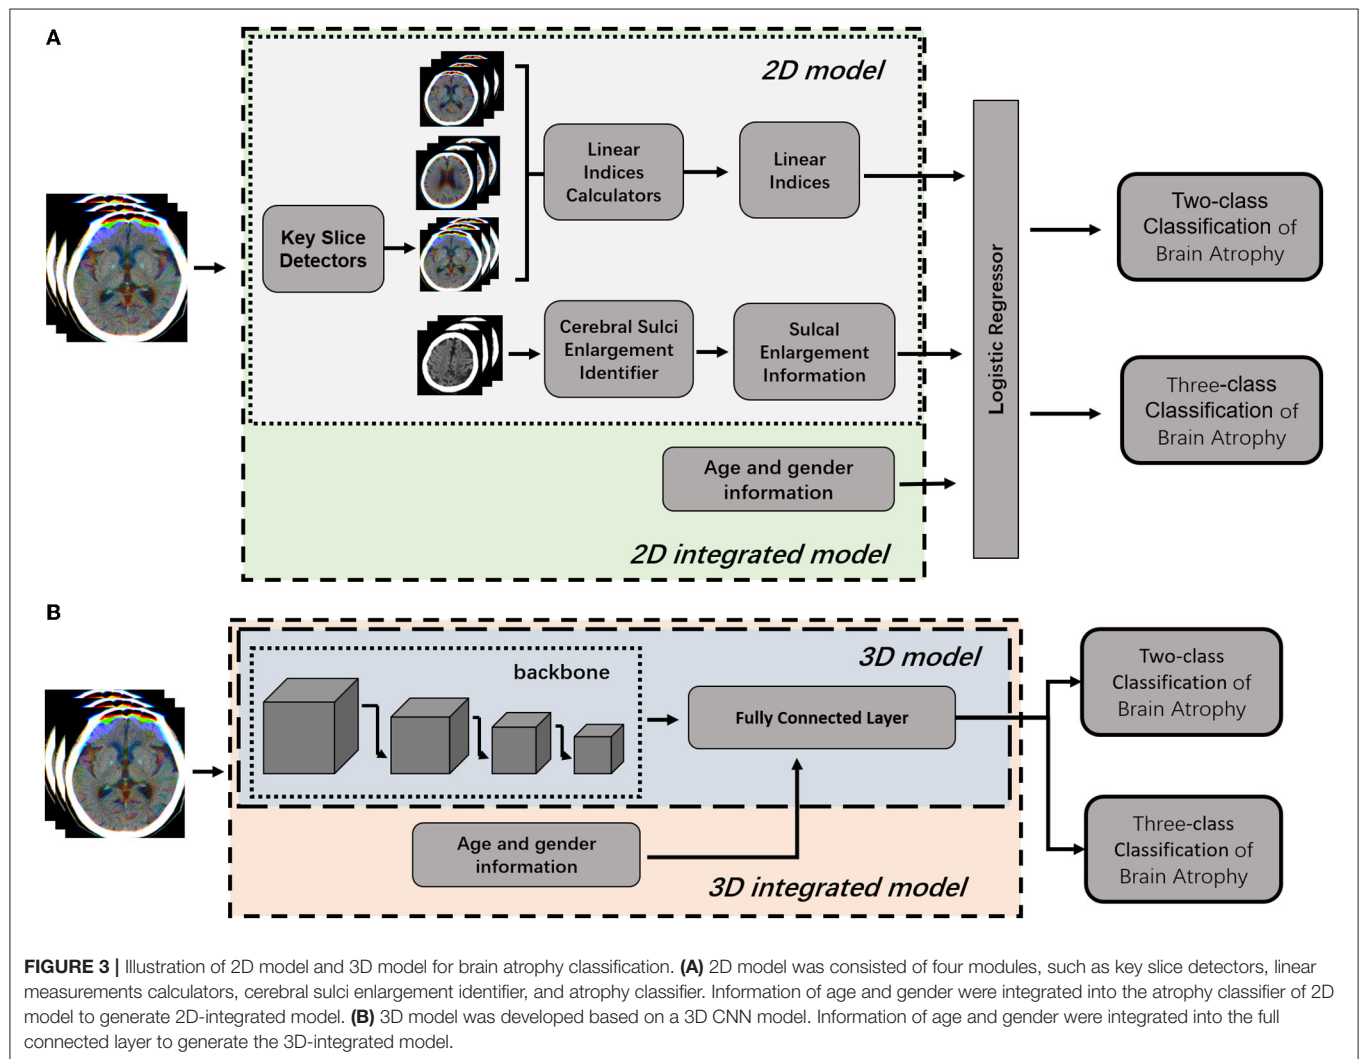 A
2D model
Linear
Indices
Calculators
Linear
Indices
Key Slice
Detectors
Cerebral Sulci
Enlargement
Identifier
Sulcal
Enlargement
Information
Age and gender
information
2D integrated model
Logistic Regressor
Two-class
Classification of
Brain Atrophy
Three-class
Classification of
Brain Atrophy
B
3D model
backbone
Fully Connected Layer
Age and gender
information
3D integrated model
Two-class
Classification of
Brain Atrophy
Three-class
Classification of
Brain Atrophy
FIGURE 3 | Illustration of 2D model and 3D model for brain atrophy classification. (A) 2D model was consisted of four modules, such as key slice detectors, linear
measurements calculators, cerebral sulci enlargement identifier, and atrophy classifier. Information of age and gender were integrated into the atrophy classifier of 2D
model to generate 2D-integrated model. (B) 3D model was developed based on a 3D CNN model. Information of age and gender were integrated into the full
connected layer to generate the 3D-integrated model.